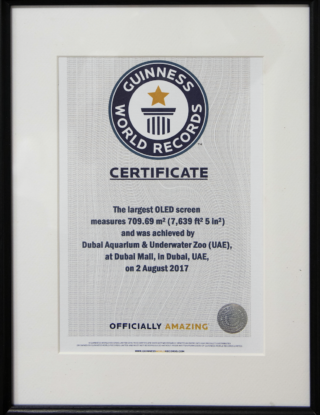 GUINNESS
WORLD RECORDS
TM
CERTIFICATE
The largest OLED screen
measures 709.69 m² (7,639 ft² 5 in²)
and was achieved by
Dubai Aquarium & Underwater Zoo (UAE),
at Dubai Mall, in Dubai, UAE,
on 2 August 2017
OFFICIALLY AMAZING